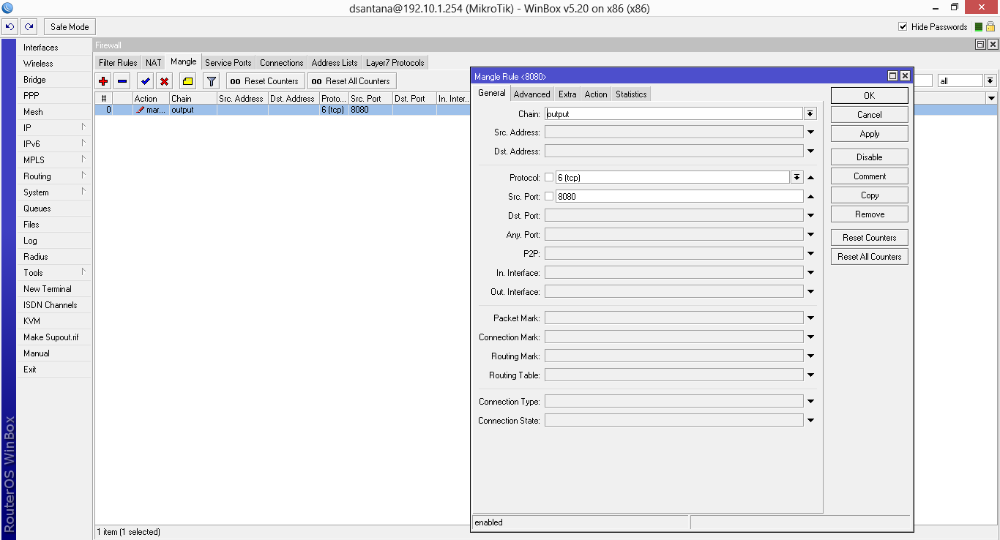 dsantana@192.10.1.254 (MikroTik) - WinBox v5.20 on x86 (x86)
Safe Mode
Hide Passwords
Interfaces
Wireless
Bridge
PPP
Mesh
IP
IPv6
MPLS
Routing
System
Queues
Files
Log
Radius
Tools
New Terminal
ISDN Channels
KVM
Make Supout.rif
Manual
Exit
RouterOS WinBox
Firewall
Filter Rules NAT Mangle Service Ports Connections Address Lists Layer7 Protocols
00 Reset Counters 00 Reset All Counters
all
# Action Chain Src. Address Dst. Address Proto... Src. Port Dst. Port In. Inter...
0 mar... output 6 (tcp) 8080
1 item (1 selected)
Mangle Rule <8080>
General Advanced Extra Action Statistics
Chain: output
Src. Address:
Dst. Address:
Protocol: 6 (tcp)
Src. Port: 8080
Dst. Port:
Any. Port:
P2P:
In. Interface:
Out. Interface:
Packet Mark:
Connection Mark:
Routing Mark:
Routing Table:
Connection Type:
Connection State:
enabled
OK
Cancel
Apply
Disable
Comment
Copy
Remove
Reset Counters
Reset All Counters